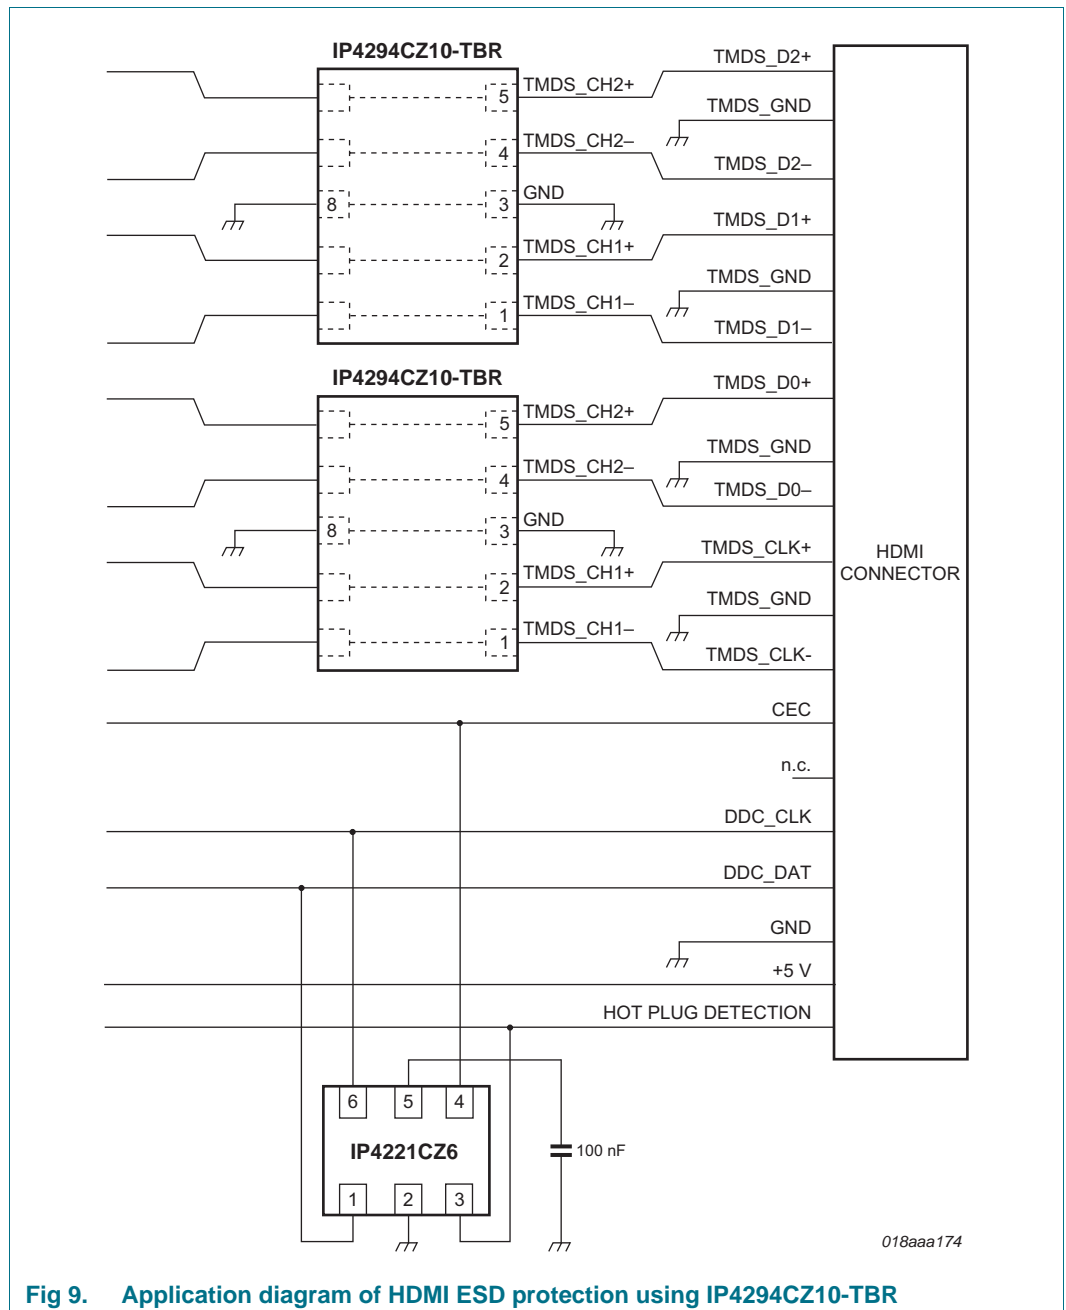 IP4294CZ10-TBR
TMDS_D2+
5
TMDS_CH2+
TMDS_GND
4
TMDS_CH2–
TMDS_D2–
8
3
GND
TMDS_D1+
2
TMDS_CH1+
TMDS_GND
1
TMDS_CH1–
TMDS_D1–
IP4294CZ10-TBR
TMDS_D0+
5
TMDS_CH2+
TMDS_GND
4
TMDS_CH2–
TMDS_D0–
8
3
GND
TMDS_CLK+
HDMI
CONNECTOR
2
TMDS_CH1+
TMDS_GND
1
TMDS_CH1–
TMDS_CLK-
CEC
n.c.
DDC_CLK
DDC_DAT
GND
+5 V
HOT PLUG DETECTION
6
5
4
IP4221CZ6
100 nF
1
2
3
018aaa174
Fig 9. Application diagram of HDMI ESD protection using IP4294CZ10-TBR